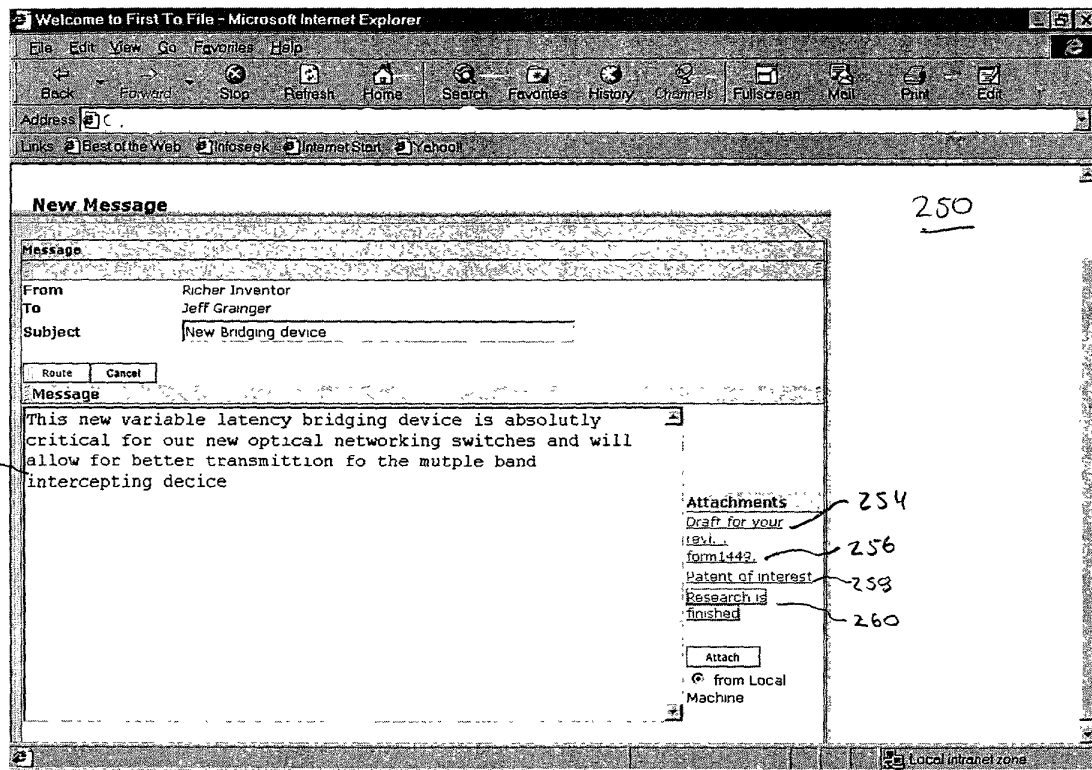 Welcome to First To File - Microsoft Internet Explorer
File Edit View Go Favorites Help
Back Forward Stop Refresh Home Search Favorites History Channels Fullscreen Mail Print Edit
Address
Links Best of the Web Infoseek Internet Start Yahoo!!
New Message
250
Message
From Richer Inventor
To Jeff Grainger
Subject New Bridging device
Route Cancel
Message
This new variable latency bridging device is absolutly
critical for our new optical networking switches and will
allow for better transmittion fo the mutple band
intercepting decice
Attachments
254
Draft for your
revi. .
form1449.
256
Patent of interest
258
Research is
finished
260
Attach
from Local
Machine
Local intranet zone